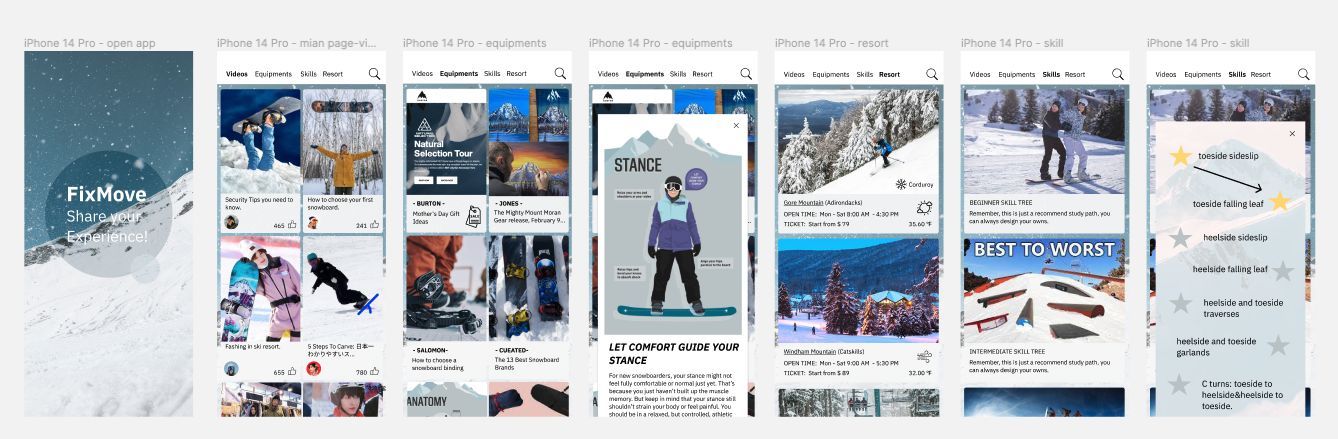 iPhone 14 Pro - open app
FixMove
Share your
Experience!
iPhone 14 Pro - mian page-vi...
Videos Equipments Skills Resort
Security Tips you need to
know.
465
How to choose your first
snowboard.
241
Fashing in ski resort.
655
5 Steps To Carve: 日本一
わかりやすいス...
780
iPhone 14 Pro - equipments
Videos Equipments Skills Resort
Natural
Selection Tour
- BURTON -
Mother's Day Gift
Ideas
- JONES -
The Mighty Mount Moran
Gear release, February 9...
- SALOMON-
How to choose a
snowboard binding
- CUEATED-
The 13 Best Snowboard
Brands
ANATOMY
iPhone 14 Pro - equipments
Videos Equipments Skills Resort
STANCE
LET COMFORT GUIDE YOUR
STANCE
For new snowboarders, your stance might not
feel fully comfortable or normal just yet. That's
because you just haven't built up the muscle
memory. But keep in mind that your stance still
shouldn't strain your body or feel painful. You
should be in a relaxed, but controlled, athletic
iPhone 14 Pro - resort
Videos Equipments Skills Resort
Corduroy
Gore Mountain (Adirondacks)
OPEN TIME: Mon - Sat 8:00 AM - 4:30 PM
TICKET: Start from $ 79
35.60 °F
Windham Mountain (Catskills)
OPEN TIME: Mon - Sat 9:00 AM - 5:30 PM
TICKET: Start from $ 89
32.00 °F
iPhone 14 Pro - skill
Videos Equipments Skills Resort
BEGINNER SKILL TREE
Remember, this is just a recommend study path, you
can always design your owns.
BEST TO WORST
INTERMEDIATE SKILL TREE
Remember, this is just a recommend study path, you
can always design your owns.
iPhone 14 Pro - skill
Videos Equipments Skills Resort
toeside sideslip
toeside falling leaf
heelside sideslip
heelside falling leaf
heelside and toeside
traverses
heelside and toeside
garlands
C turns: toeside to
heelside&heelside to
toeside.